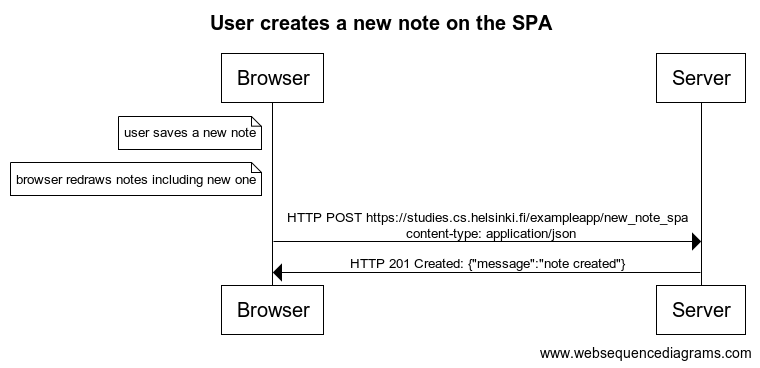 User creates a new note on the SPA
Browser
Server
user saves a new note
browser redraws notes including new one
HTTP POST https://studies.cs.helsinki.fi/exampleapp/new_note_spa
content-type: application/json
HTTP 201 Created: {"message":"note created"}
Browser
Server
www.websequencediagrams.com